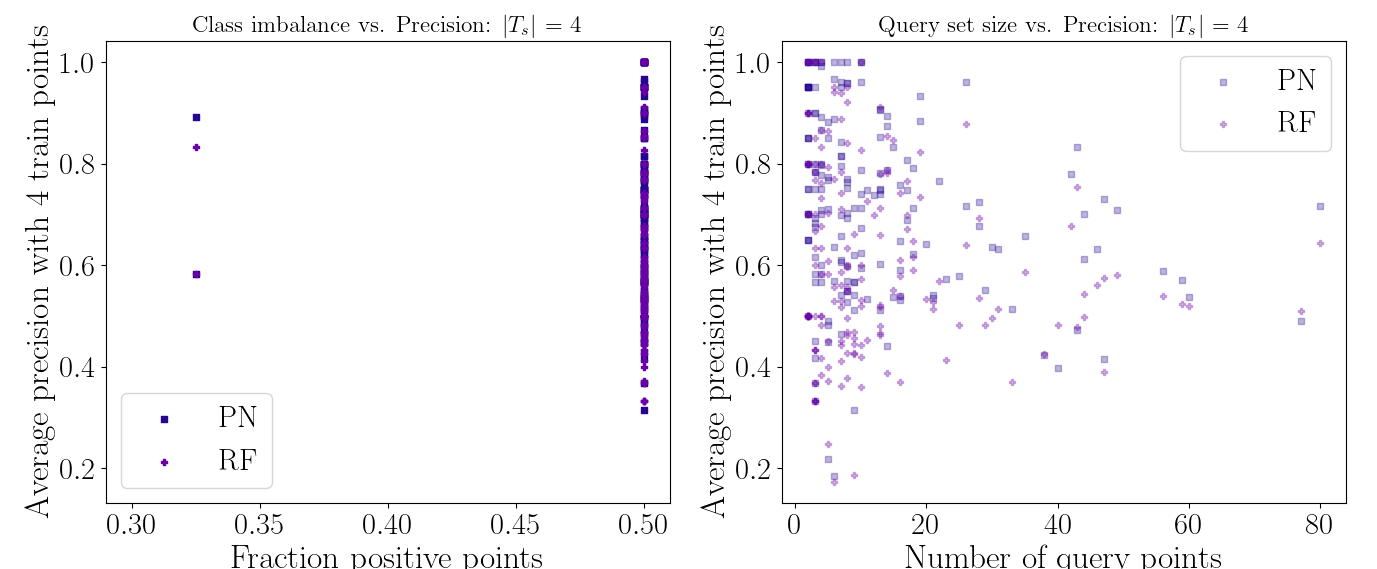 Class imbalance vs. Precision: |Tₛ| = 4
Average precision with 4 train points
1.0
0.8
0.6
0.4
0.2
PN
RF
0.30
0.35
0.40
0.45
0.50
Fraction positive points
Query set size vs. Precision: |Tₛ| = 4
Average precision with 4 train points
1.0
0.8
0.6
0.4
0.2
PN
RF
0
20
40
60
80
Number of query points